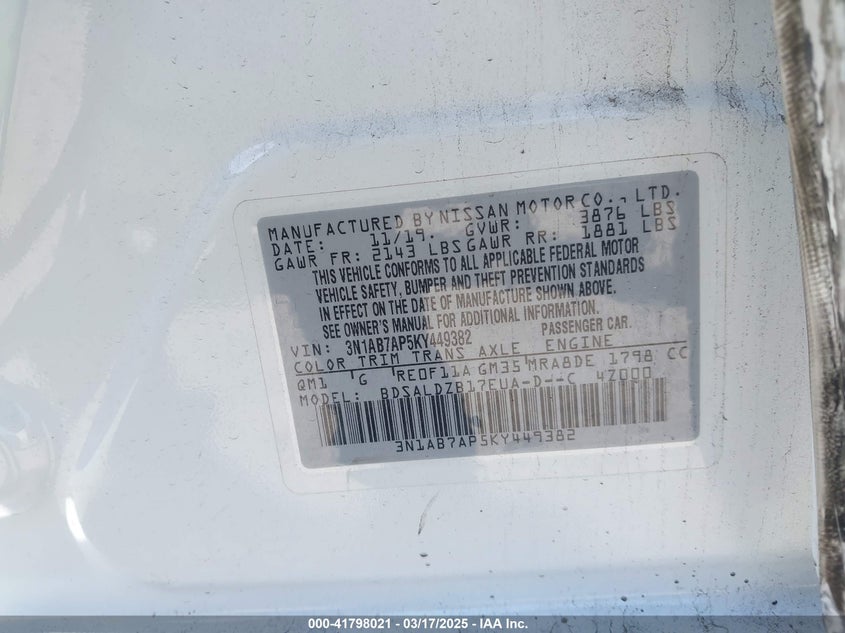 MANUFACTURED BY NISSAN MOTOR CO., LTD.
DATE: 11/19. GVWR: 3876 LBS
GAWR FR: 2143 LBS GAWR RR: 1881 LBS
THIS VEHICLE CONFORMS TO ALL APPLICABLE FEDERAL MOTOR
VEHICLE SAFETY, BUMPER AND THEFT PREVENTION STANDARDS
IN EFFECT ON THE DATE OF MANUFACTURE SHOWN ABOVE.
SEE OWNER'S MANUAL FOR ADDITIONAL INFORMATION.
VIN: 3N1AB7AP5KY449382 PASSENGER CAR.
COLOR TRIM TRANS AXLE ENGINE
QM1 G RE0F11A GM35 MRA8DE 1798 CC
MODEL: BDSALDZB17EUA-D--C 4Z000
3N1AB7AP5KY449382
000-41798021 / 03/17/2025 - IAA Inc.